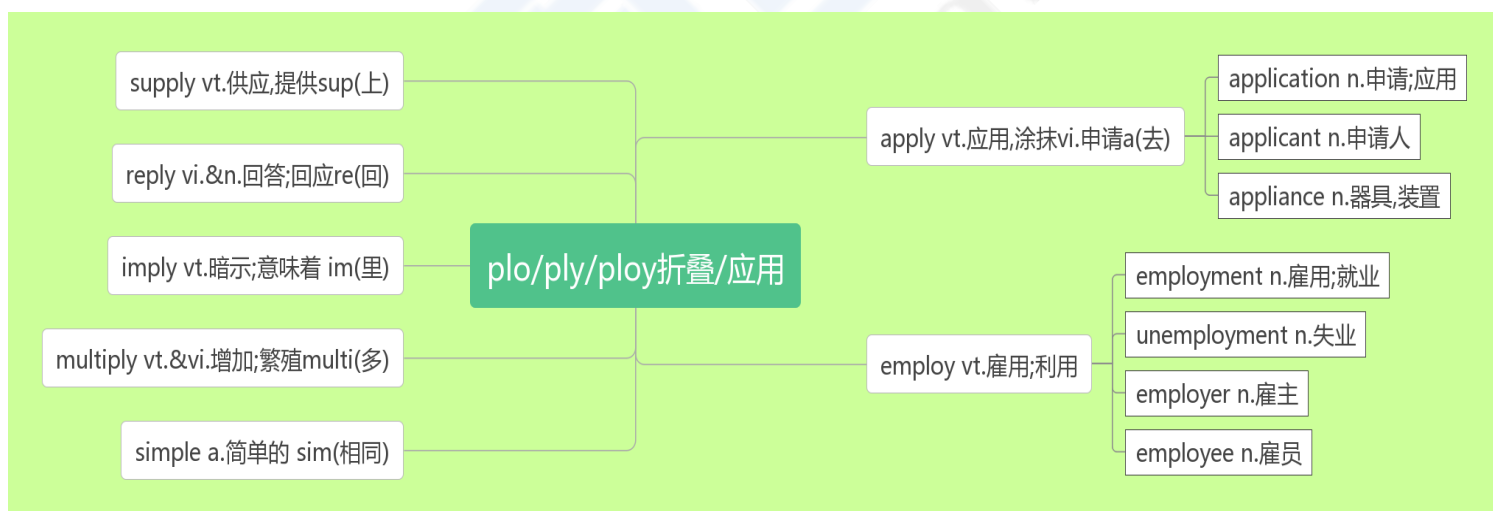 supply vt.供应,提供sup(上)
reply vi.&n.回答;回应re(回)
imply vt.暗示;意味着 im(里)
multiply vt.&vi.增加;繁殖multi(多)
simple a.简单的 sim(相同)
plo/ply/ploy折叠/应用
apply vt.应用,涂抹vi.申请a(去)
application n.申请;应用
applicant n.申请人
appliance n.器具,装置
employ vt.雇用;利用
employment n.雇用;就业
unemployment n.失业
employer n.雇主
employee n.雇员